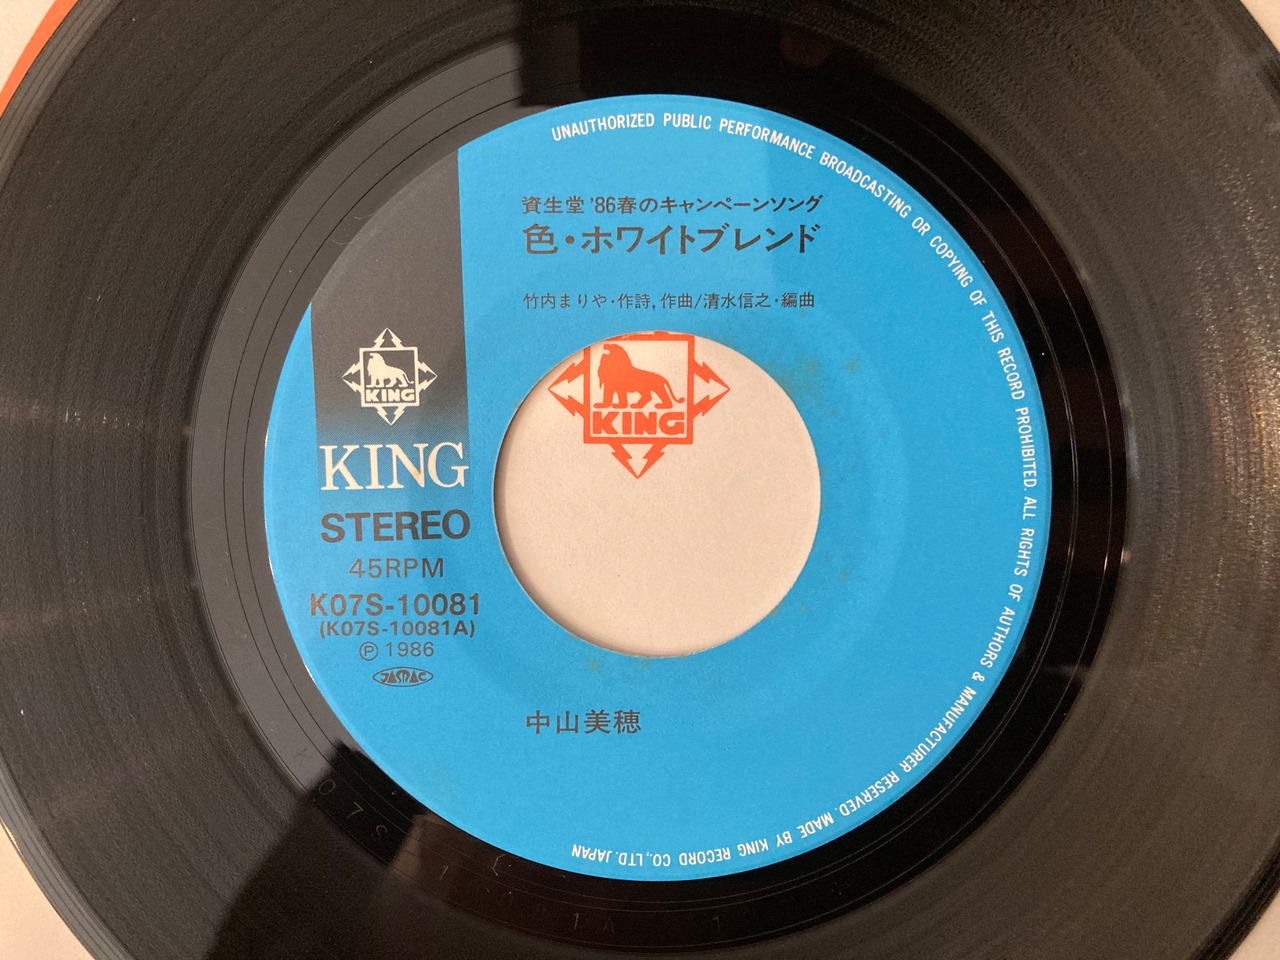 UNAUTHORIZED PUBLIC PERFORMANCE BROADCASTING OR COPYING OF THIS RECORD PROHIBITED. ALL RIGHTS OF AUTHORS & MANUFACTURER RESERVED. MADE BY KING RECORD CO., LTD. JAPAN
資生堂'86春のキャンペーンソング
色・ホワイトブレンド
竹内まりや・作詩, 作曲/清水信之・編曲
KING
KING
KING
STEREO
45RPM
K07S-10081
(K07S-10081A)
Ⓟ 1986
JASRAC
中山美穂